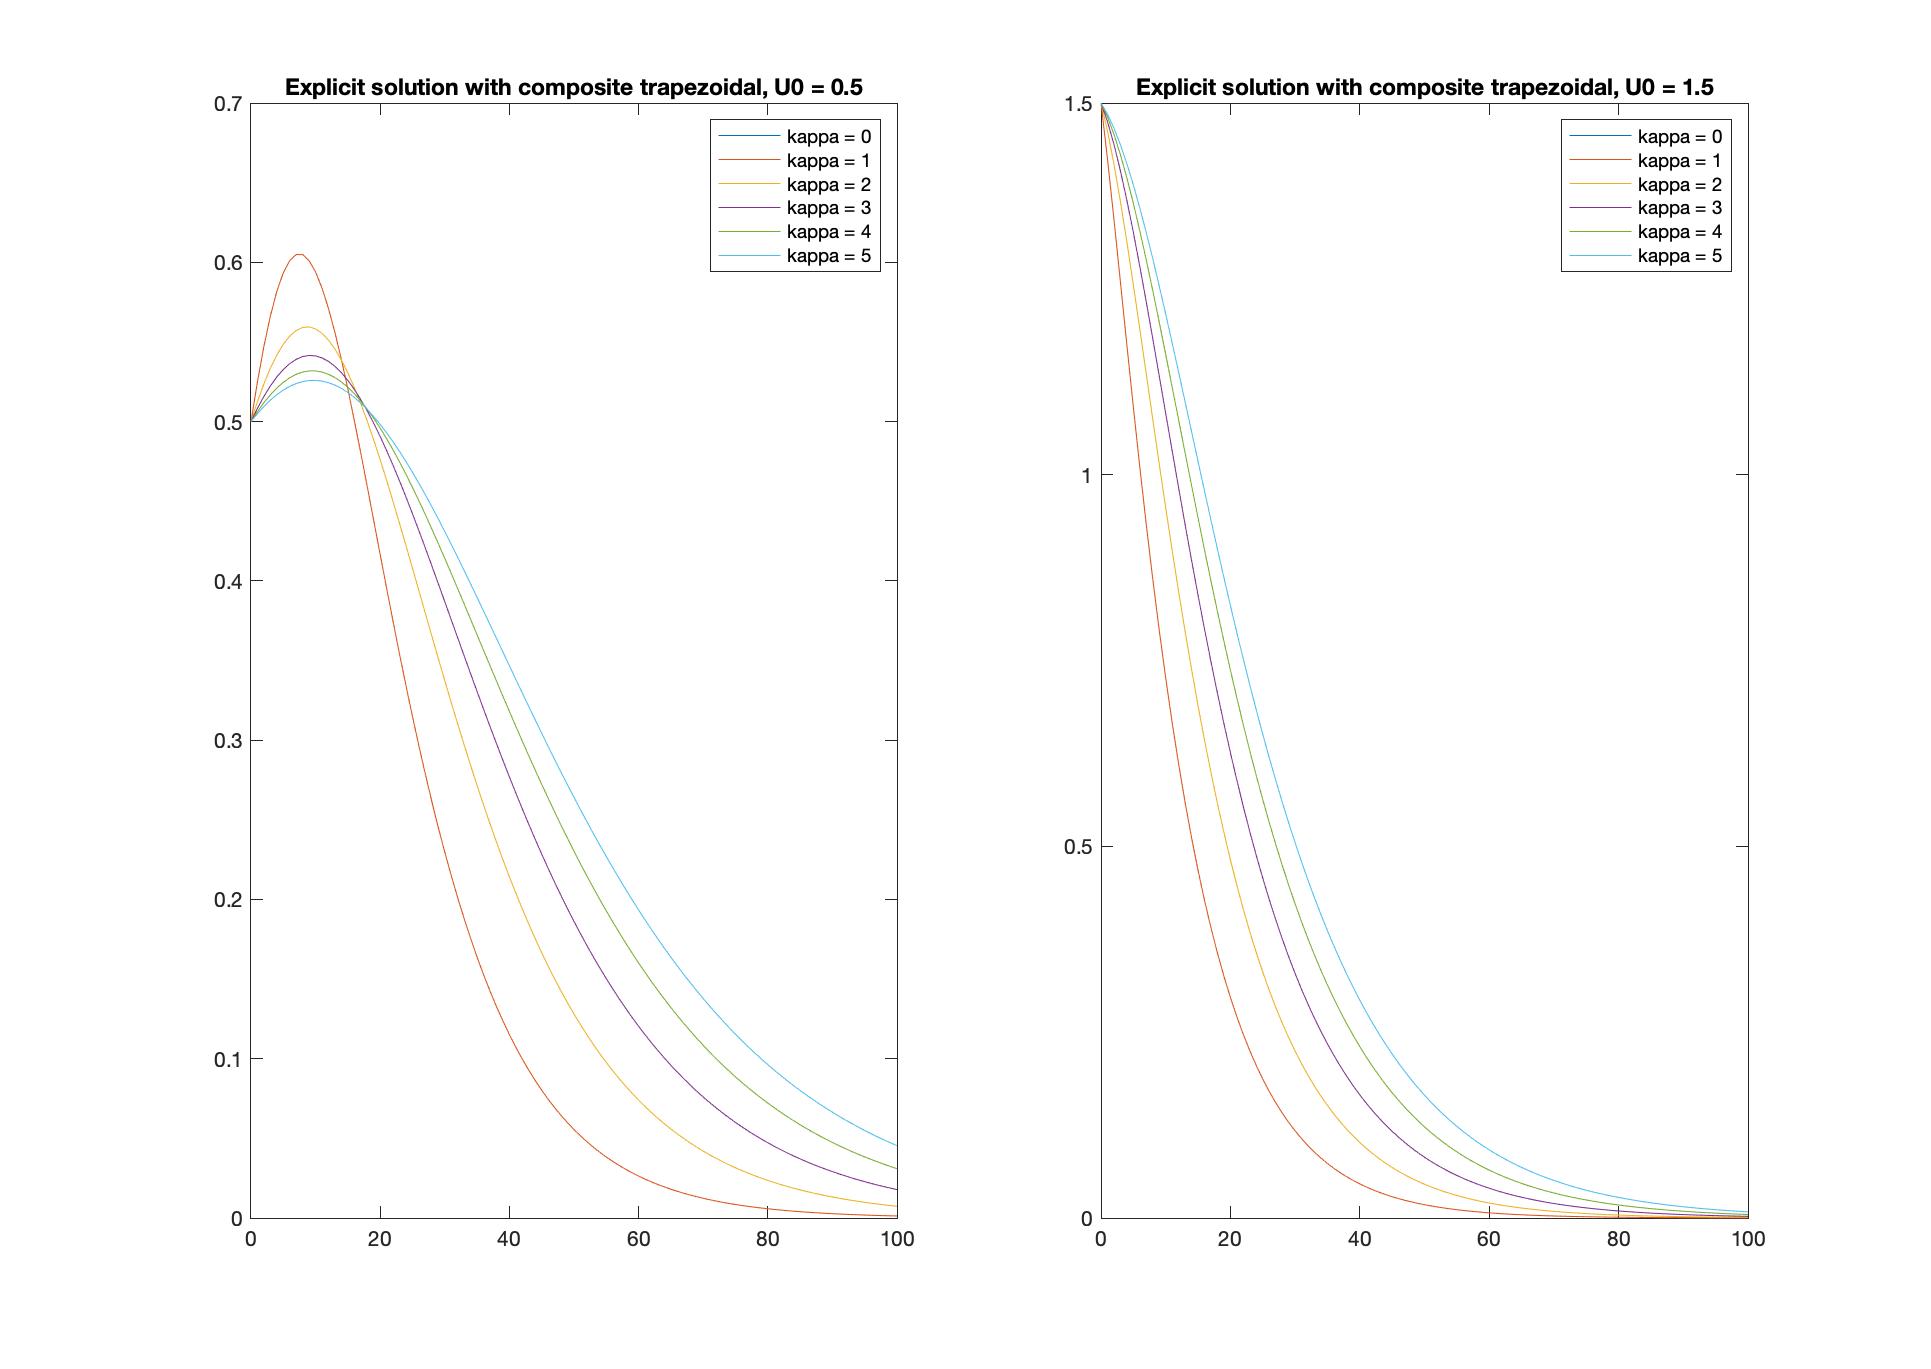 Explicit solution with composite trapezoidal, U0 = 0.5
0.7
0.6
0.5
0.4
0.3
0.2
0.1
0
0 20 40 60 80 100
kappa = 0
kappa = 1
kappa = 2
kappa = 3
kappa = 4
kappa = 5
Explicit solution with composite trapezoidal, U0 = 1.5
1.5
1
0.5
0
0 20 40 60 80 100
kappa = 0
kappa = 1
kappa = 2
kappa = 3
kappa = 4
kappa = 5